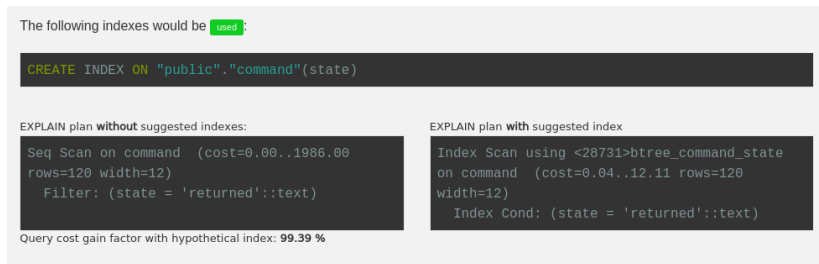 The following indexes would be used:
CREATE INDEX ON "public"."command"(state)
EXPLAIN plan without suggested indexes:
Seq Scan on command  (cost=0.00..1986.00
rows=120 width=12)
  Filter: (state = 'returned'::text)
Query cost gain factor with hypothetical index: 99.39 %
EXPLAIN plan with suggested index
Index Scan using <28731>btree_command_state
on command  (cost=0.04..12.11 rows=120
width=12)
  Index Cond: (state = 'returned'::text)